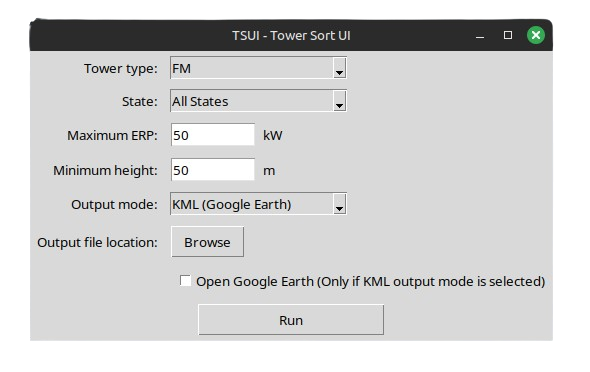 TSUI - Tower Sort UI
Tower type: FM
State: All States
Maximum ERP: 50 kW
Minimum height: 50 m
Output mode: KML (Google Earth)
Output file location: Browse
Open Google Earth (Only if KML output mode is selected)
Run